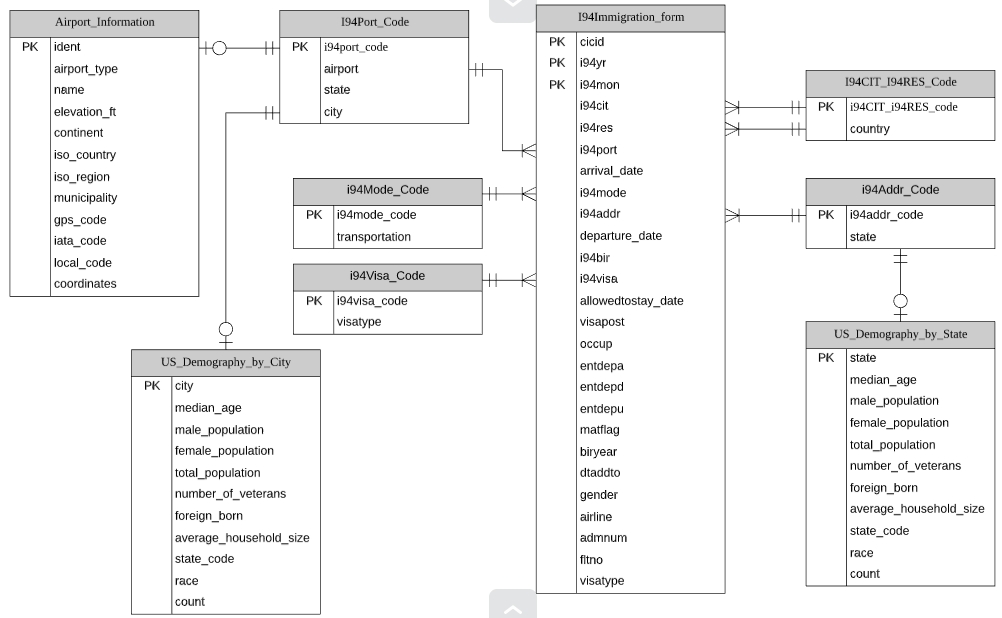 Airport_Information
PK ident
airport_type
name
elevation_ft
continent
iso_country
iso_region
municipality
gps_code
iata_code
local_code
coordinates
I94Port_Code
PK i94port_code
airport
state
city
i94Mode_Code
PK i94mode_code
transportation
i94Visa_Code
PK i94visa_code
visatype
US_Demography_by_City
PK city
median_age
male_population
female_population
total_population
number_of_veterans
foreign_born
average_household_size
state_code
race
count
I94Immigration_form
PK cicid
PK i94yr
PK i94mon
i94cit
i94res
i94port
arrival_date
i94mode
i94addr
departure_date
i94bir
i94visa
allowedtostay_date
visapost
occup
entdepa
entdepd
entdepu
matflag
biryear
dtaddto
gender
airline
admnum
fltno
visatype
I94CIT_I94RES_Code
PK i94CIT_i94RES_code
country
i94Addr_Code
PK i94addr_code
state
US_Demography_by_State
PK state
median_age
male_population
female_population
total_population
number_of_veterans
foreign_born
average_household_size
state_code
race
count